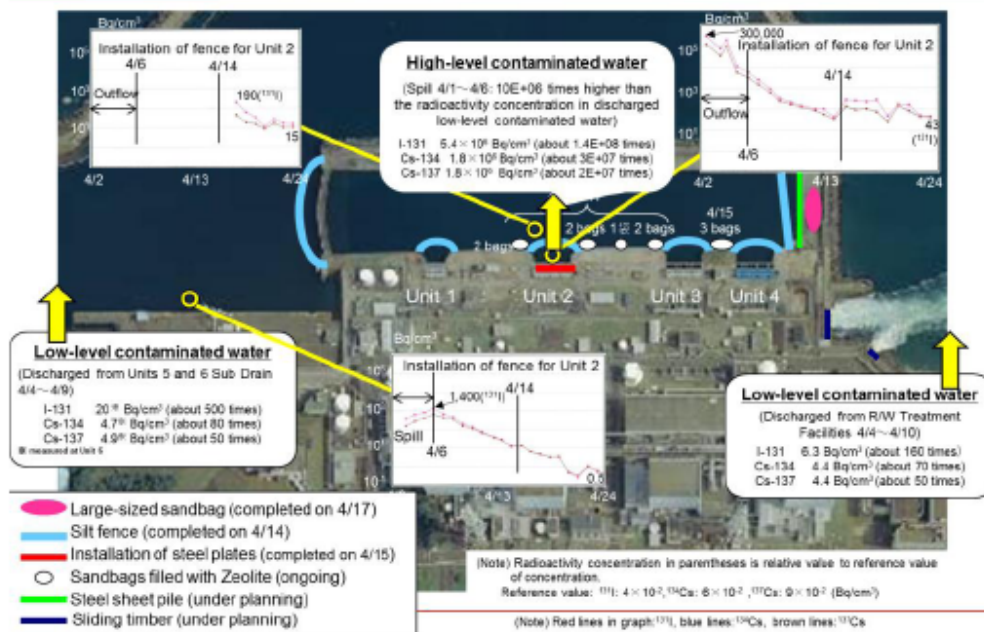 Bq/cm³
Installation of fence for Unit 2
4/6
4/14
Outflow
190(¹³¹I)
15
4/2
4/13
4/24
High-level contaminated water
(Spill 4/1～4/6: 10E+06 times higher than
the radioactivity concentration in discharged
low-level contaminated water)
I-131 5.4×10⁶ Bq/cm³ (about 1.4E+08 times)
Cs-134 1.8×10⁶ Bq/cm³ (about 3E+07 times)
Cs-137 1.8×10⁶ Bq/cm³ (about 2E+07 times)
Bq/cm³
300,000
Installation of fence for Unit 2
4/14
Outflow
4/6
43
(¹³¹I)
4/2
4/13
4/24
4/15
3 bags
2 bags
2 bags
2 bags
Unit 1
Unit 2
Unit 3
Unit 4
Low-level contaminated water
(Discharged from Units 5 and 6 Sub Drain
4/4～4/9)
I-131 20※ Bq/cm³ (about 500 times)
Cs-134 4.7※ Bq/cm³ (about 80 times)
Cs-137 4.9※ Bq/cm³ (about 50 times)
Bq/cm³
Installation of fence for Unit 2
4/14
1,400(¹³¹I)
Spill
4/6
4/13
4/24
Low-level contaminated water
(Discharged from R/W Treatment
Facilities 4/4～4/10)
I-131 6.3 Bq/cm³ (about 160 times)
Cs-134 4.4 Bq/cm³ (about 70 times)
Cs-137 4.4 Bq/cm³ (about 50 times)
Large-sized sandbag (completed on 4/17)
Silt fence (completed on 4/14)
Installation of steel plates (completed on 4/15)
Sandbags filled with Zeolite (ongoing)
Steel sheet pile (under planning)
Sliding timber (under planning)
(Note) Radioactivity concentration in parentheses is relative value to reference value
of concentration.
Reference value: ¹³¹I: 4×10⁻², ¹³⁴Cs: 6×10⁻², ¹³⁷Cs: 9×10⁻² (Bq/cm³)
(Note) Red lines in graph:¹³¹I, blue lines:¹³⁴Cs, brown lines:¹³⁷Cs